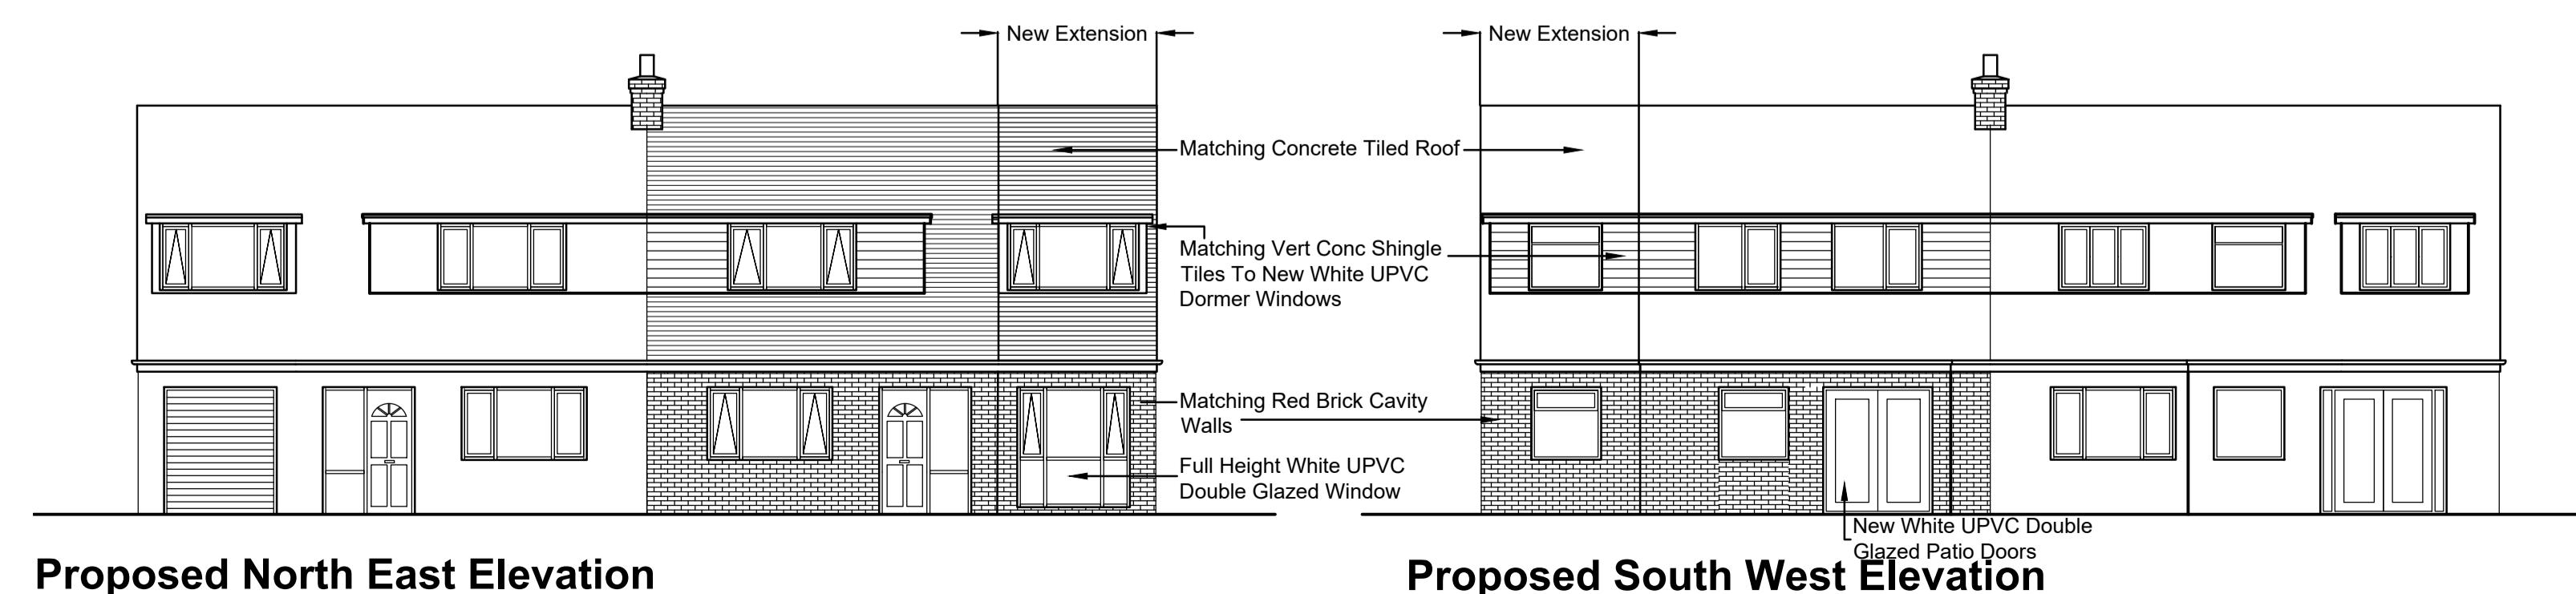 New Extension
New Extension
Matching Concrete Tiled Roof
Matching Vert Conc Shingle
Tiles To New White UPVC
Dormer Windows
Matching Red Brick Cavity
Walls
Full Height White UPVC
Double Glazed Window
New White UPVC Double
Glazed Patio Doors
Proposed North East Elevation
Proposed South West Elevation